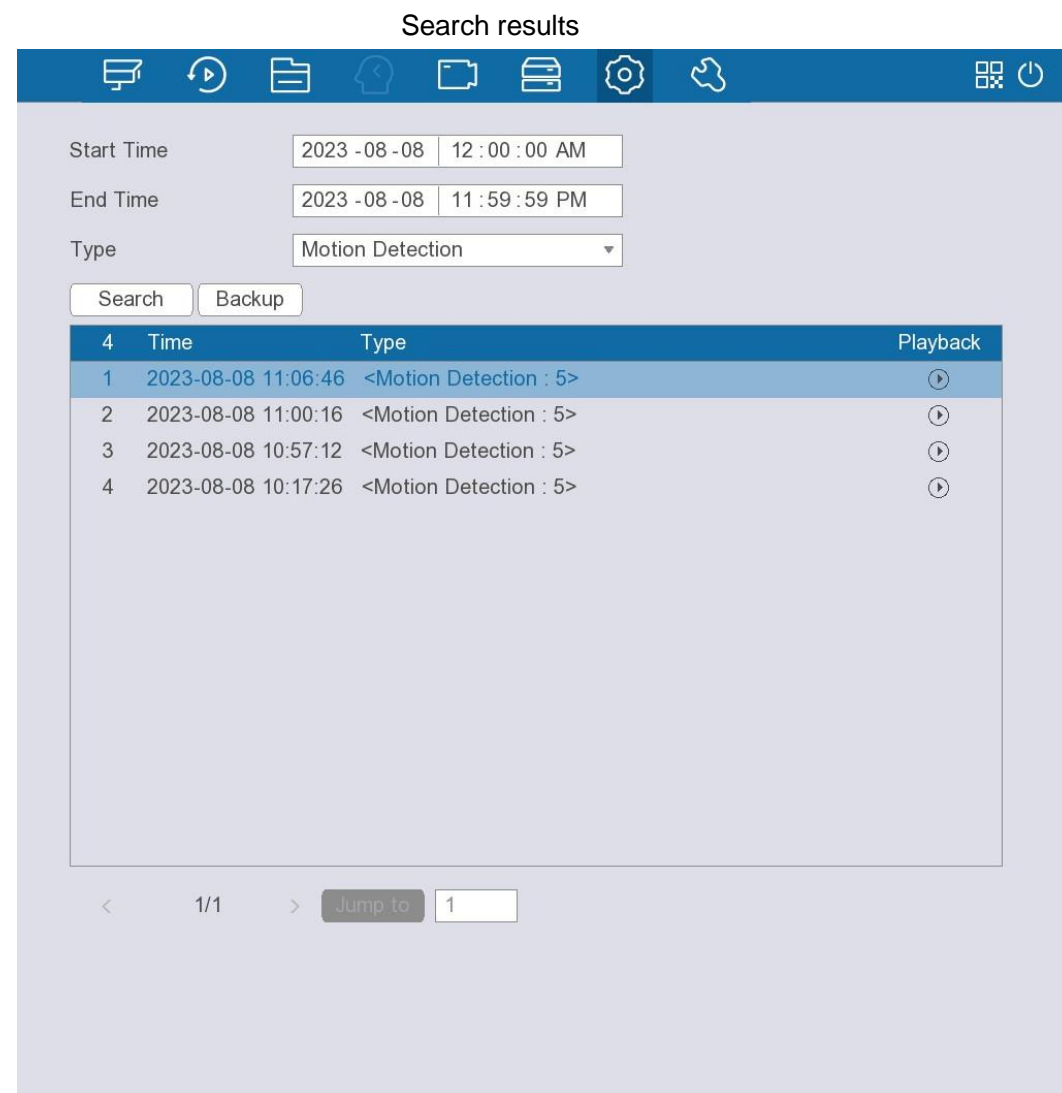 Search results
Start Time 2023 -08 -08 12 : 00 : 00 AM
End Time 2023 -08 -08 11 : 59 : 59 PM
Type Motion Detection
Search Backup
4 Time Type Playback
1 2023-08-08 11:06:46 <Motion Detection : 5>
2 2023-08-08 11:00:16 <Motion Detection : 5>
3 2023-08-08 10:57:12 <Motion Detection : 5>
4 2023-08-08 10:17:26 <Motion Detection : 5>
< 1/1 > Jump to 1